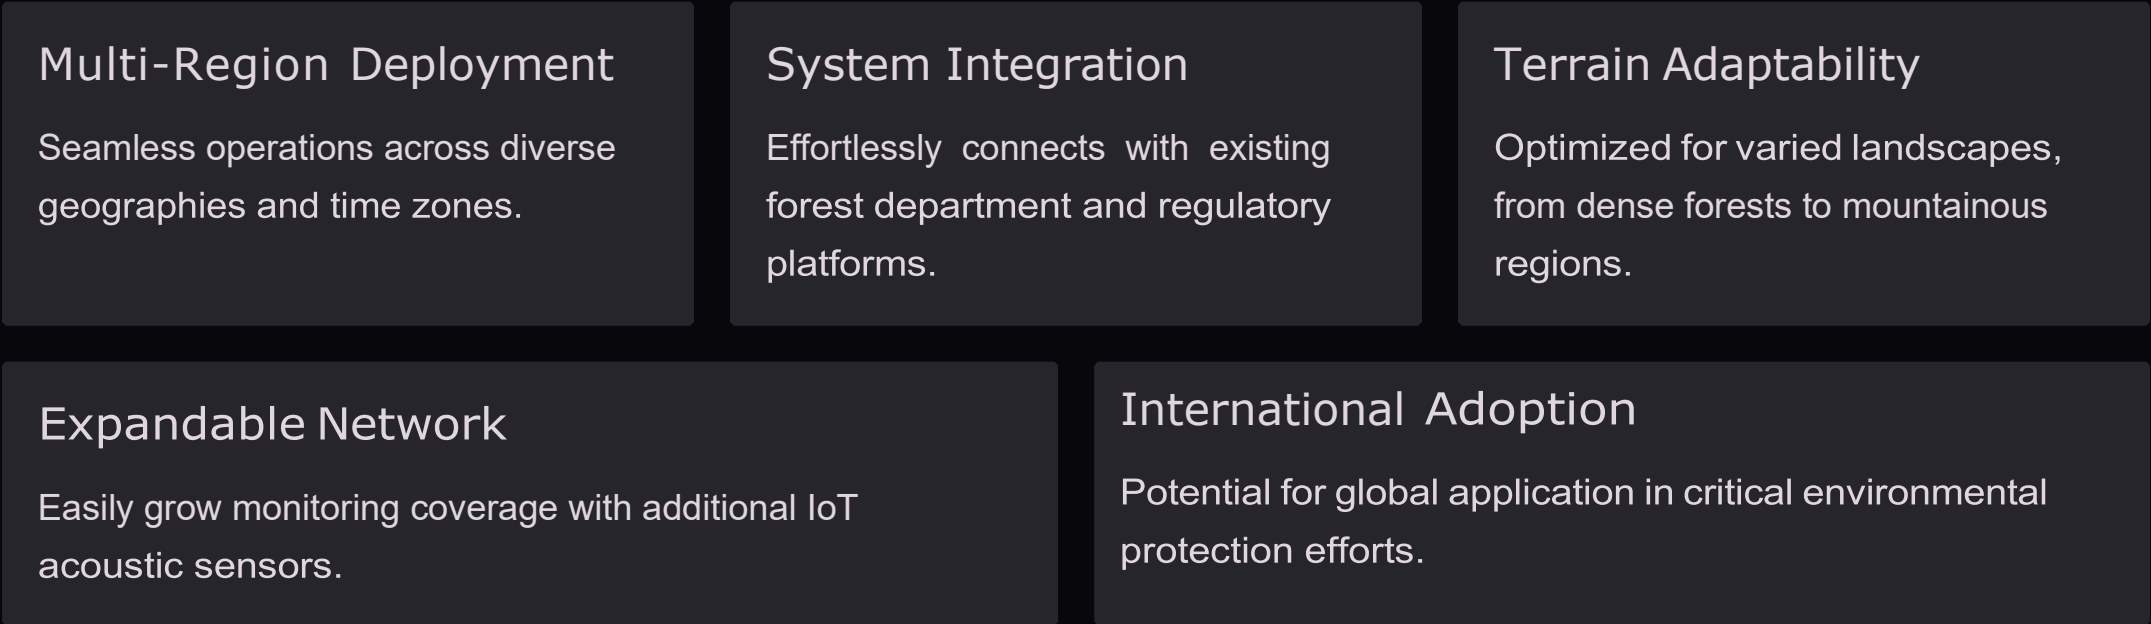 Multi-Region Deployment
Seamless operations across diverse
geographies and time zones.
System Integration
Effortlessly connects with existing
forest department and regulatory
platforms.
Terrain Adaptability
Optimized for varied landscapes,
from dense forests to mountainous
regions.
Expandable Network
Easily grow monitoring coverage with additional IoT
acoustic sensors.
International Adoption
Potential for global application in critical environmental
protection efforts.